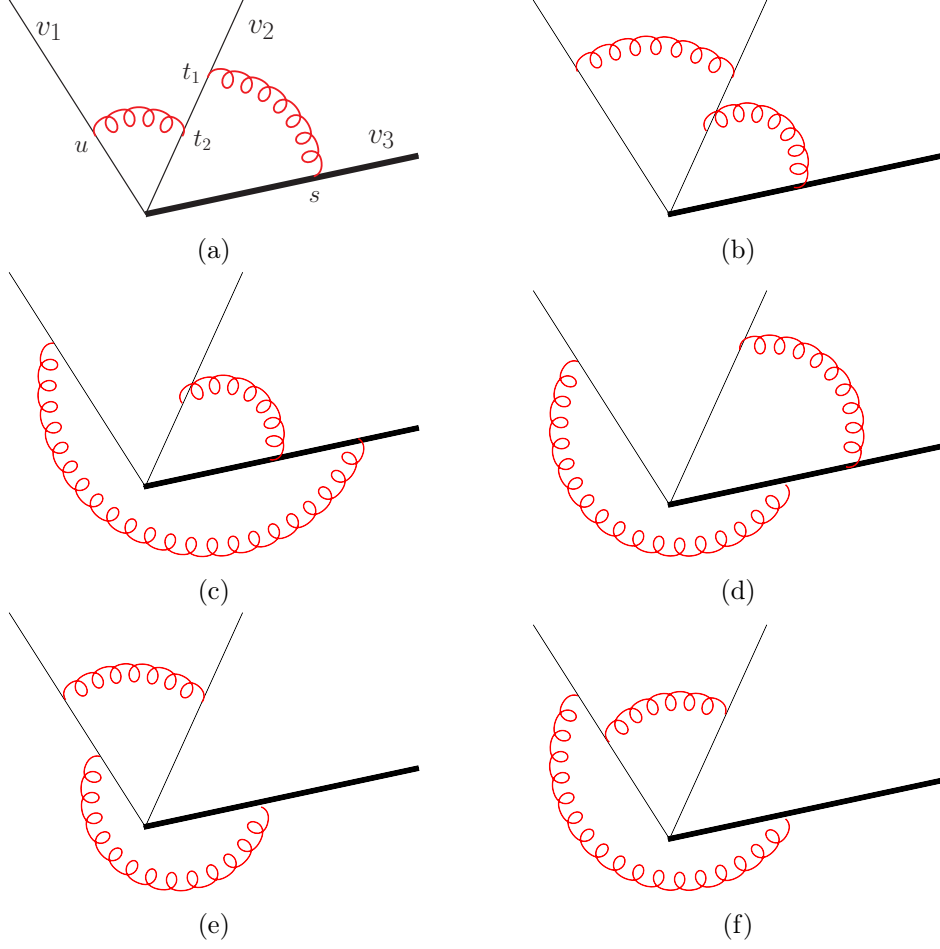 v₁ v₂
t₁
u t₂ v₃
s
(a) (b)
(c) (d)
(e) (f)